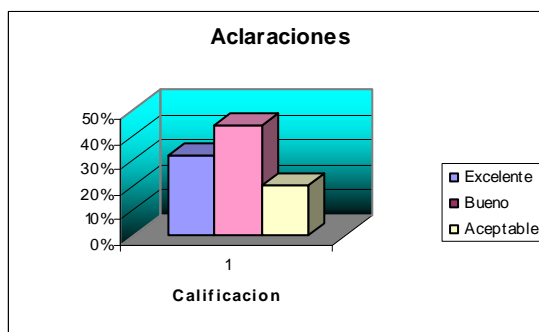 Aclaraciones
50%
40%
30%
20%
10%
0%
1
Calificacion
Excelente
Bueno
Aceptable